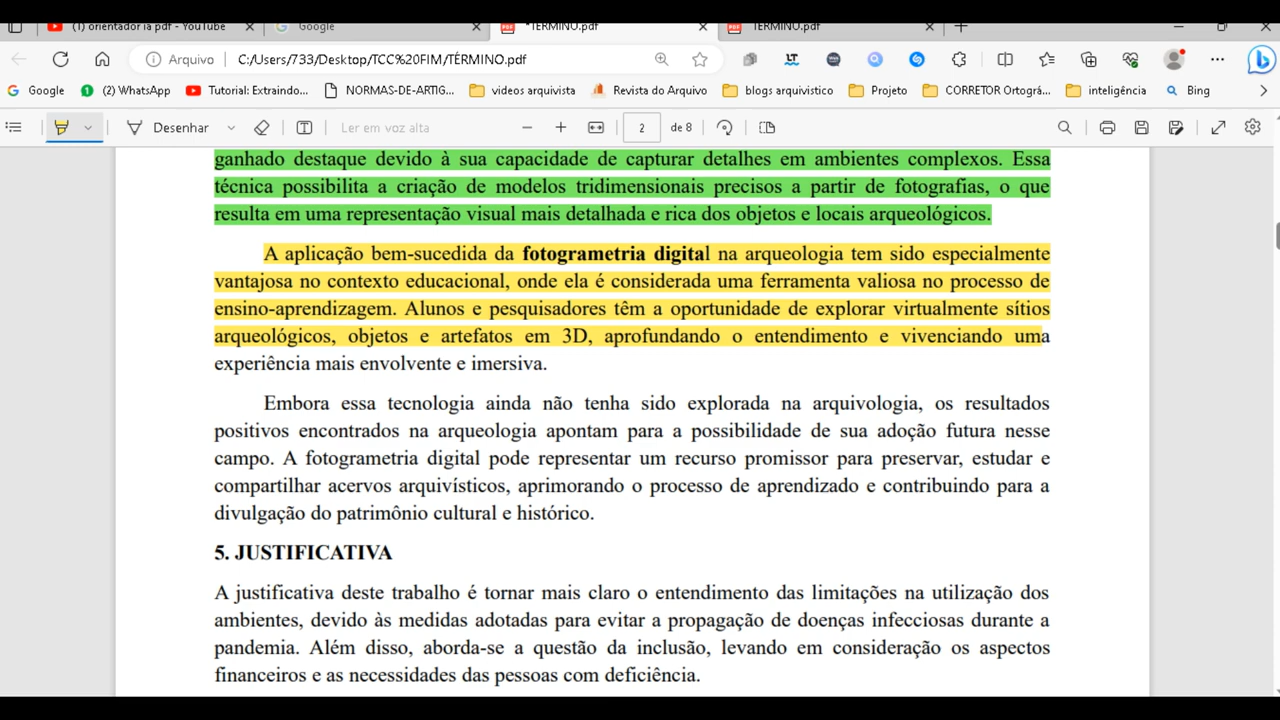 (1) orientador ia pdf - YouTube
Google
*TÉRMINO.pdf
TÉRMINO.pdf
Arquivo
C:/Users/733/Desktop/TCC%20FIM/TÉRMINO.pdf
Google
(2) WhatsApp
Tutorial: Extraindo...
NORMAS-DE-ARTIG...
videos arquivista
Revista do Arquivo
blogs arquivistico
Projeto
CORRETOR Ortográ...
inteligência
Bing
Desenhar
Ler em voz alta
2
de 8
ganhado destaque devido à sua capacidade de capturar detalhes em ambientes complexos. Essa
técnica possibilita a criação de modelos tridimensionais precisos a partir de fotografias, o que
resulta em uma representação visual mais detalhada e rica dos objetos e locais arqueológicos.
A aplicação bem-sucedida da fotogrametria digital na arqueologia tem sido especialmente
vantajosa no contexto educacional, onde ela é considerada uma ferramenta valiosa no processo de
ensino-aprendizagem. Alunos e pesquisadores têm a oportunidade de explorar virtualmente sítios
arqueológicos, objetos e artefatos em 3D, aprofundando o entendimento e vivenciando uma
experiência mais envolvente e imersiva.
Embora essa tecnologia ainda não tenha sido explorada na arquivologia, os resultados
positivos encontrados na arqueologia apontam para a possibilidade de sua adoção futura nesse
campo. A fotogrametria digital pode representar um recurso promissor para preservar, estudar e
compartilhar acervos arquivísticos, aprimorando o processo de aprendizado e contribuindo para a
divulgação do patrimônio cultural e histórico.
5. JUSTIFICATIVA
A justificativa deste trabalho é tornar mais claro o entendimento das limitações na utilização dos
ambientes, devido às medidas adotadas para evitar a propagação de doenças infecciosas durante a
pandemia. Além disso, aborda-se a questão da inclusão, levando em consideração os aspectos
financeiros e as necessidades das pessoas com deficiência.